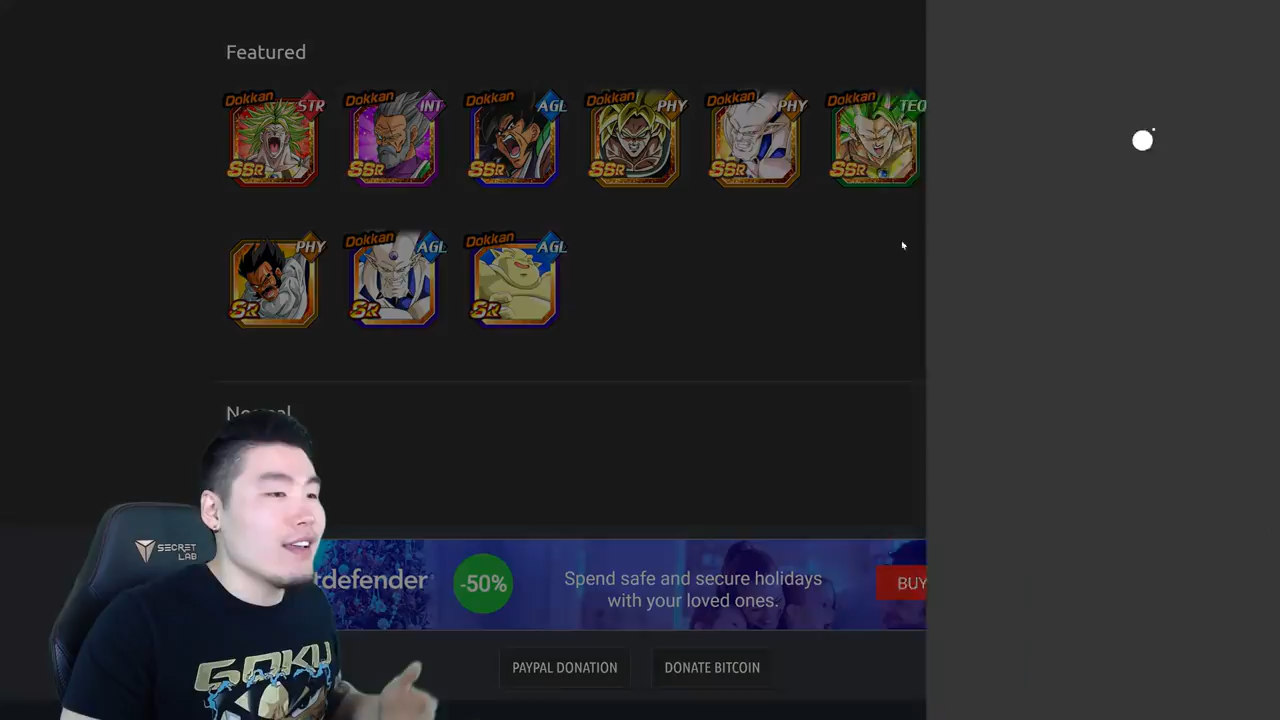 Featured
Dokkan STR Dokkan INT Dokkan AGL Dokkan PHY Dokkan PHY Dokkan TEQ
SSR SSR SSR SSR SSR SSR
PHY Dokkan AGL Dokkan AGL
SR SR SR
SECRET
LAB
tdefender
-50%
Spend safe and secure holidays
with your loved ones.
BUY
PAYPAL DONATION DONATE BITCOIN
GOKU